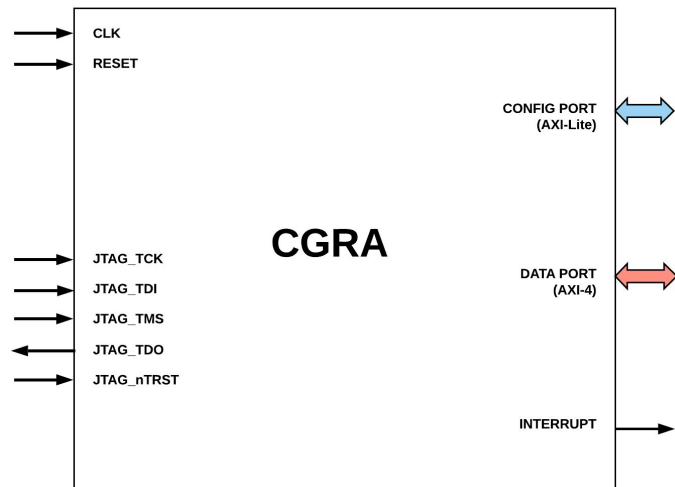 CLK
RESET
CONFIG PORT
(AXI-Lite)
CGRA
JTAG_TCK
JTAG_TDI
DATA PORT
(AXI-4)
JTAG_TMS
JTAG_TDO
JTAG_nTRST
INTERRUPT